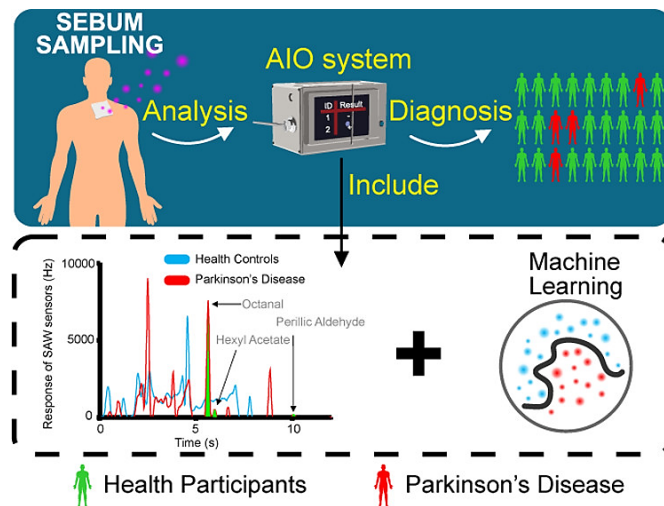 SEBUM
SAMPLING
Analysis
AIO system
ID Result
1 -
2
Diagnosis
Include
10000
5000
0
Response of SAW sensors (Hz)
Health Controls
Parkinson's Disease
Octanal
Hexyl Acetate
Perillic Aldehyde
0 5 10
Time (s)
Machine
Learning
Health Participants
Parkinson's Disease